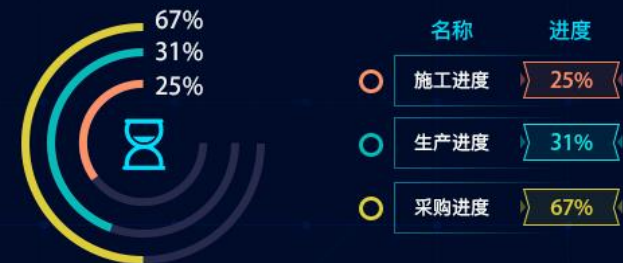 67%
31%
25%
名称 进度
施工进度 25%
生产进度 31%
采购进度 67%